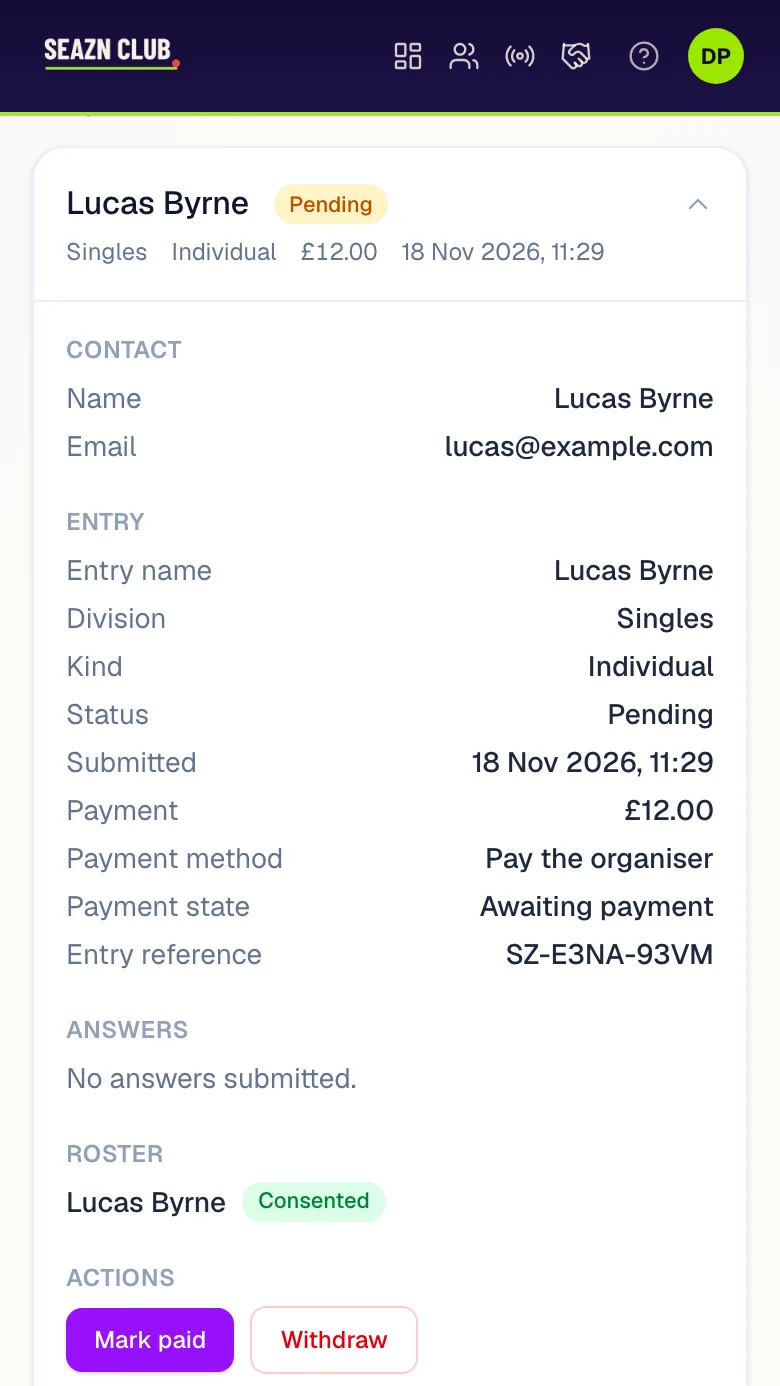 SEAZN CLUB
DP
Lucas Byrne Pending
Singles Individual £12.00 18 Nov 2026, 11:29
CONTACT
Name Lucas Byrne
Email lucas@example.com
ENTRY
Entry name Lucas Byrne
Division Singles
Kind Individual
Status Pending
Submitted 18 Nov 2026, 11:29
Payment £12.00
Payment method Pay the organiser
Payment state Awaiting payment
Entry reference SZ-E3NA-93VM
ANSWERS
No answers submitted.
ROSTER
Lucas Byrne Consented
ACTIONS
Mark paid Withdraw